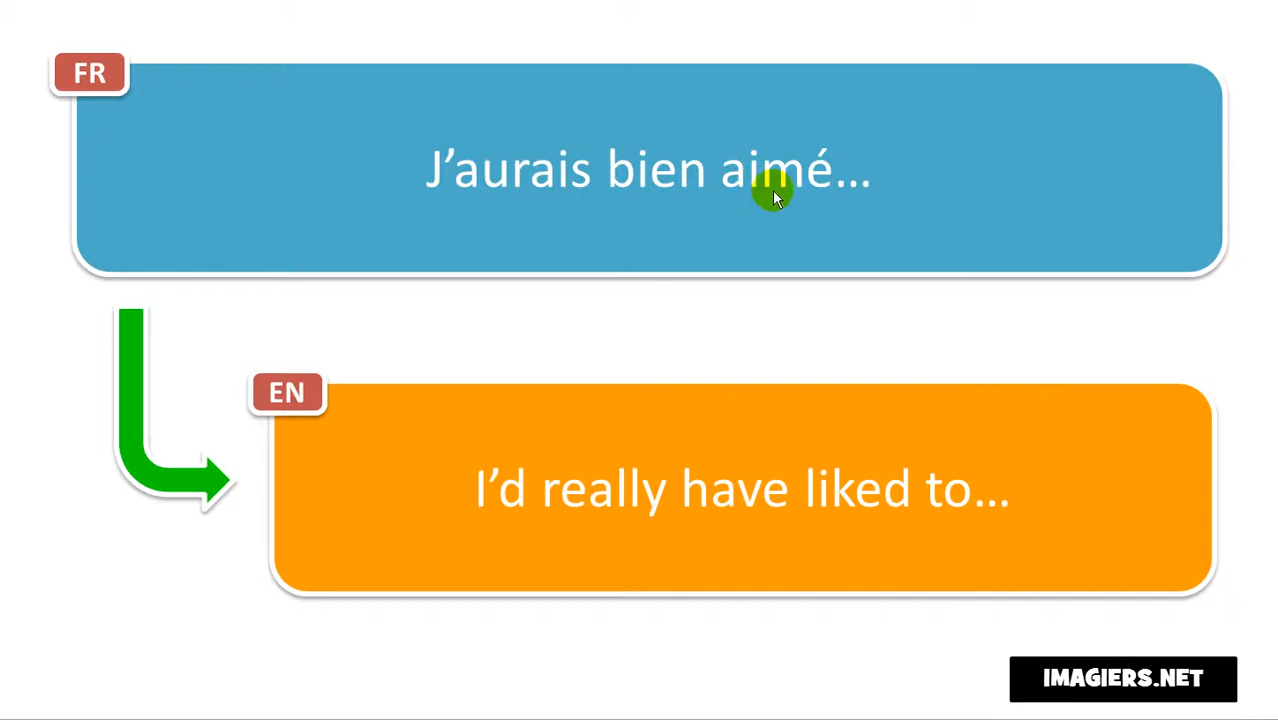 FR
J’aurais bien aimé…
EN
I’d really have liked to…
IMAGIERS.NET